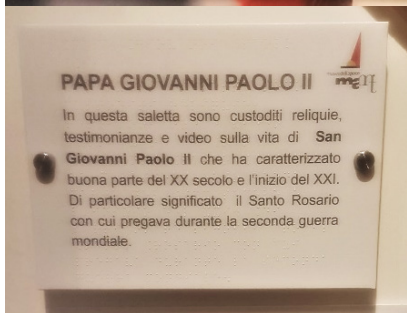 PAPA GIOVANNI PAOLO II
In questa saletta sono custoditi reliquie,
testimonianze e video sulla vita di San
Giovanni Paolo II che ha caratterizzato
buona parte del XX secolo e l'inizio del XXI.
Di particolare significato il Santo Rosario
con cui pregava durante la seconda guerra
mondiale.